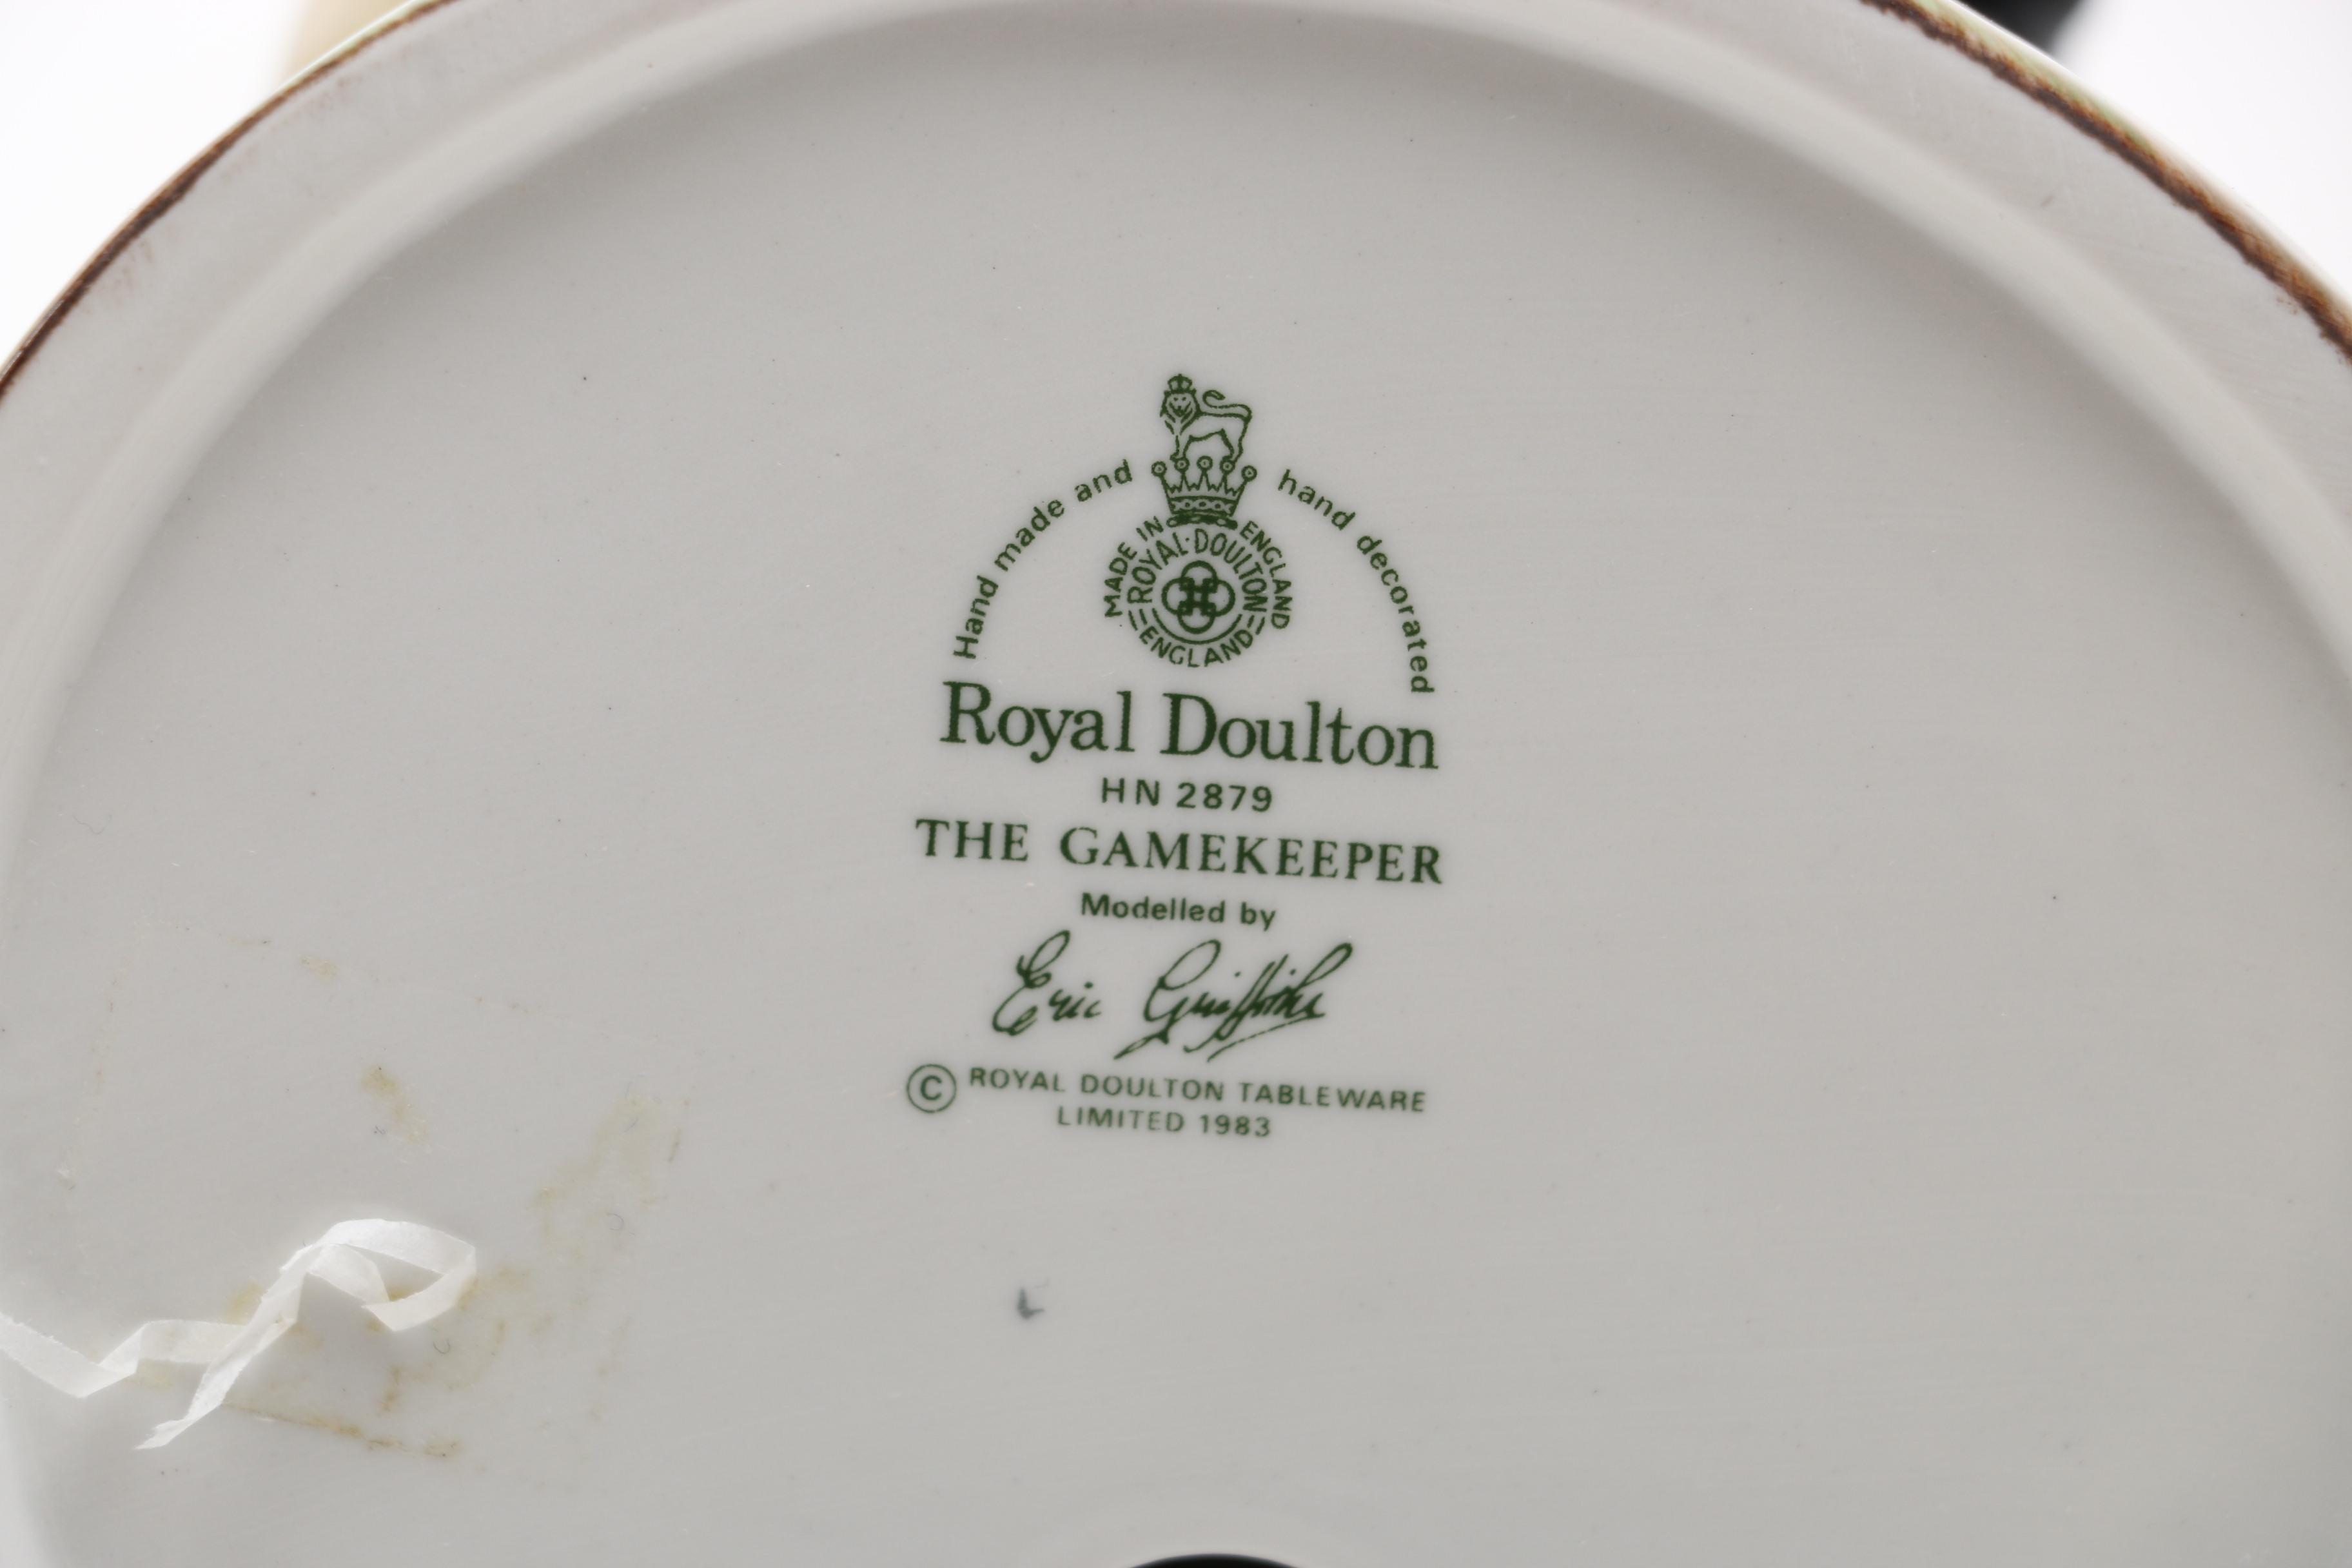 Hand made and hand decorated
MADE IN ENGLAND
ROYAL·DOULTON
ENGLAND
Royal Doulton
HN 2879
THE GAMEKEEPER
Modelled by
Eric Griffiths
© ROYAL DOULTON TABLEWARE
LIMITED 1983